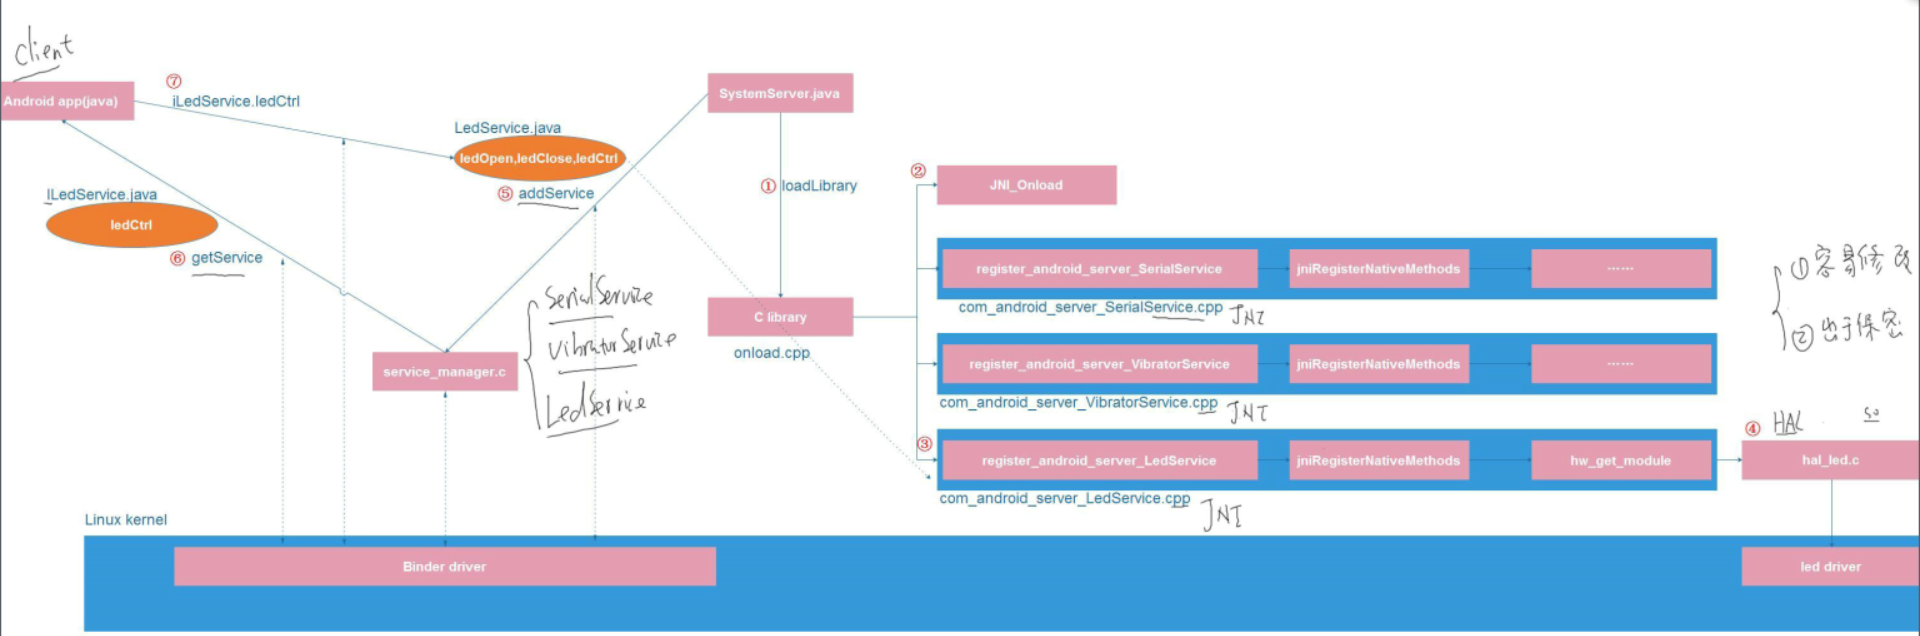 client
⑦
Android app(java)
iLedService.ledCtrl
SystemServer.java
LedService.java
ledOpen,ledClose,ledCtrl
②
JNI_Onload
① loadLibrary
ILedService.java
⑤ addService
ledCtrl
⑥ getService
register_android_server_SerialService
jniRegisterNativeMethods
······
com_android_server_SerialService.cpp
JNI
① 容易修改
② 出于保密
SerialService
VibratorService
LedService
C library
onload.cpp
service_manager.c
register_android_server_VibratorService
jniRegisterNativeMethods
······
com_android_server_VibratorService.cpp
JNI
③
④
HAL
so
register_android_server_LedService
jniRegisterNativeMethods
hw_get_module
hal_led.c
com_android_server_LedService.cpp
JNI
Linux kernel
Binder driver
led driver